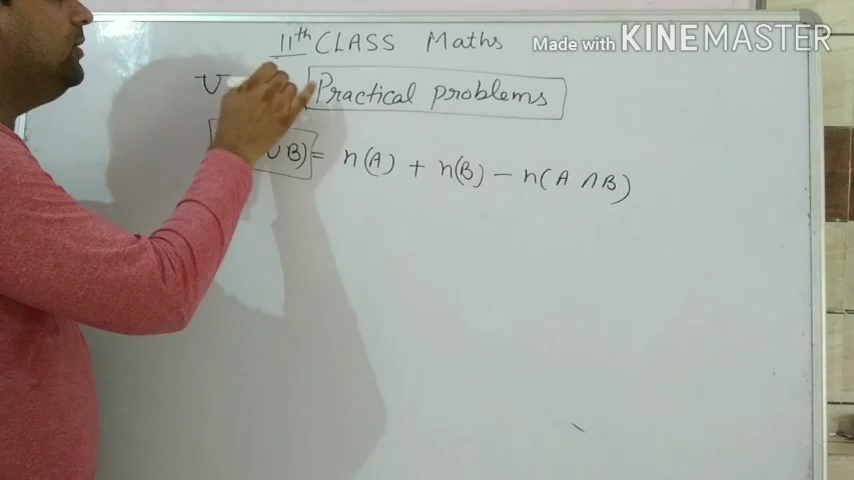 11th CLASS Maths
Made with KINEMASTER
U
Practical problems
∪ B) = n(A) + n(B) - n(A ∩ B)